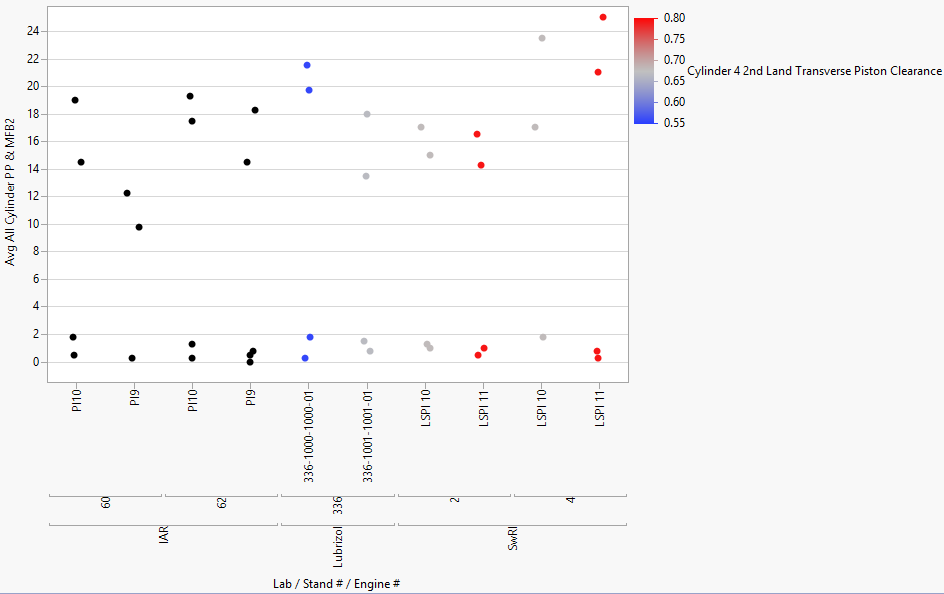 Avg All Cylinder PP & MFB2
24
22
20
18
16
14
12
10
8
6
4
2
0
0.80
0.75
0.70
0.65
0.60
0.55
Cylinder 4 2nd Land Transverse Piston Clearance
PI10
PI9
PI10
PI9
336-1000-1000-01
336-1001-1001-01
LSPI 10
LSPI 11
LSPI 10
LSPI 11
60
62
336
2
4
IAR
Lubrizol
SwRI
Lab / Stand # / Engine #